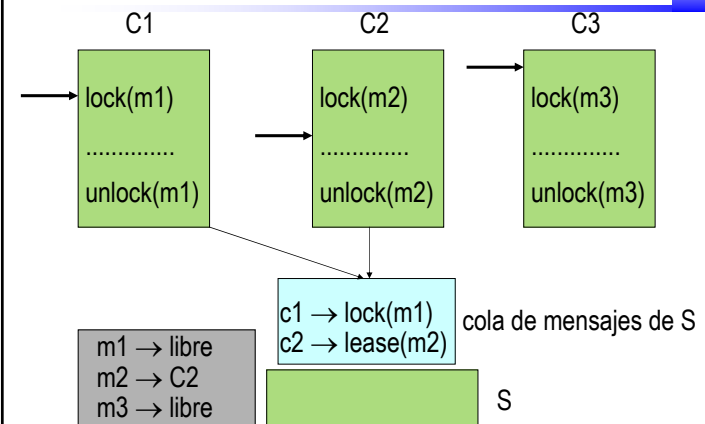 C1
C2
C3
lock(m1)
..............
unlock(m1)
lock(m2)
..............
unlock(m2)
lock(m3)
..............
unlock(m3)
c1 → lock(m1)
c2 → lease(m2)
cola de mensajes de S
m1 → libre
m2 → C2
m3 → libre
S